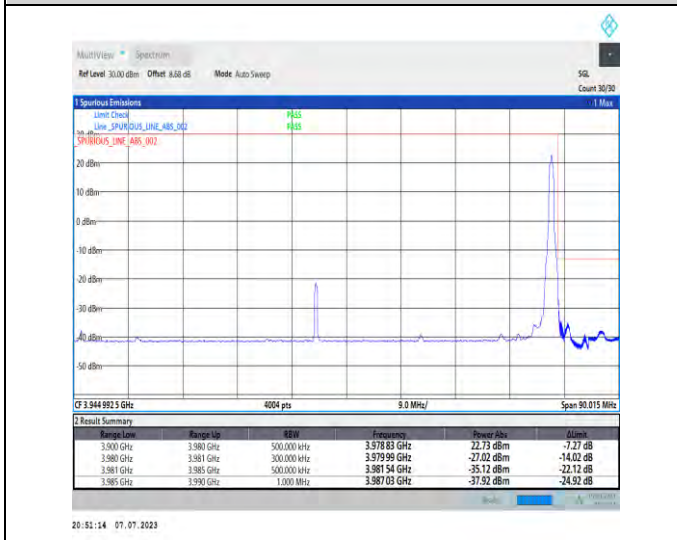 MultiView Spectrum
Ref Level 30.00 dBm Offset 8.68 dB Mode Auto Sweep SGL
Count 30/30
1 Spurious Emissions 1 Max
Limit Check PASS
Line _SPURIOUS_LINE_ABS_002 PASS
_SPURIOUS_LINE_ABS_002
20 dBm
10 dBm
0 dBm
-10 dBm
-20 dBm
-30 dBm
-40 dBm
-50 dBm
CF 3.944 992 5 GHz 4004 pts 9.0 MHz/ Span 90.015 MHz
2 Result Summary
Range Low Range Up RBW Frequency Power Abs ΔLimit
3.900 GHz 3.980 GHz 500.000 kHz 3.978 83 GHz 22.73 dBm -7.27 dB
3.980 GHz 3.981 GHz 300.000 kHz 3.979 99 GHz -27.02 dBm -14.02 dB
3.981 GHz 3.985 GHz 500.000 kHz 3.981 54 GHz -35.12 dBm -22.12 dB
3.985 GHz 3.990 GHz 1.000 MHz 3.987 03 GHz -37.92 dBm -24.92 dB
20:51:14 07.07.2023